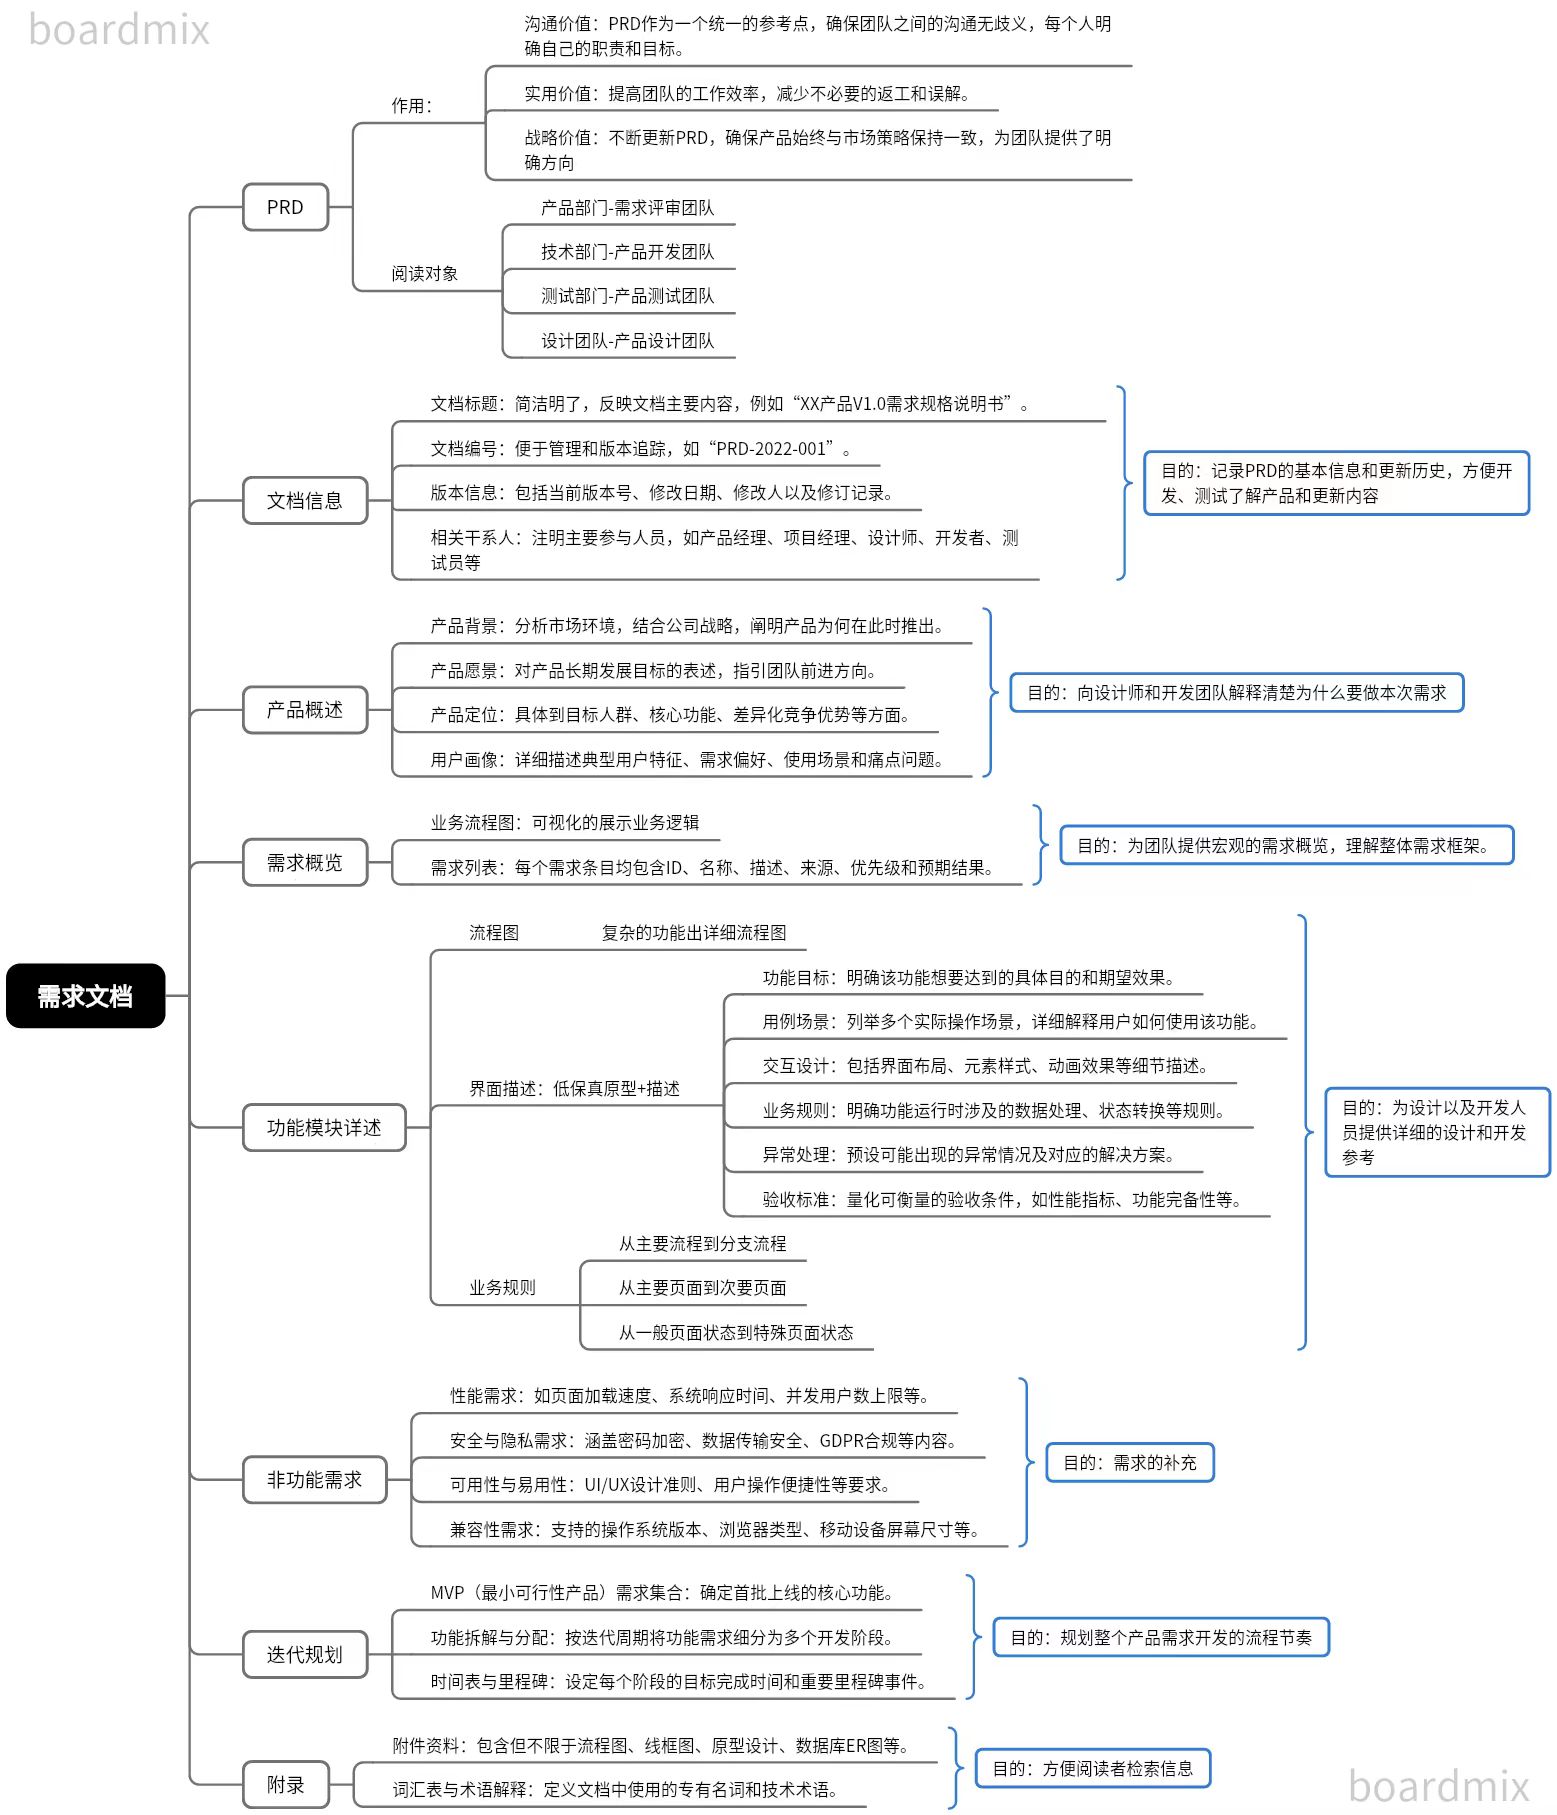 boardmix
需求文档
PRD
作用：
沟通价值：PRD作为一个统一的参考点，确保团队之间的沟通无歧义，每个人明
确自己的职责和目标。
实用价值：提高团队的工作效率，减少不必要的返工和误解。
战略价值：不断更新PRD，确保产品始终与市场策略保持一致，为团队提供了明
确方向
阅读对象
产品部门-需求评审团队
技术部门-产品开发团队
测试部门-产品测试团队
设计团队-产品设计团队
文档信息
文档标题：简洁明了，反映文档主要内容，例如“XX产品V1.0需求规格说明书”。
文档编号：便于管理和版本追踪，如“PRD-2022-001”。
版本信息：包括当前版本号、修改日期、修改人以及修订记录。
相关干系人：注明主要参与人员，如产品经理、项目经理、设计师、开发者、测
试员等
目的：记录PRD的基本信息和更新历史，方便开
发、测试了解产品和更新内容
产品概述
产品背景：分析市场环境，结合公司战略，阐明产品为何在此时推出。
产品愿景：对产品长期发展目标的表述，指引团队前进方向。
产品定位：具体到目标人群、核心功能、差异化竞争优势等方面。
用户画像：详细描述典型用户特征、需求偏好、使用场景和痛点问题。
目的：向设计师和开发团队解释清楚为什么要做本次需求
需求概览
业务流程图：可视化的展示业务逻辑
需求列表：每个需求条目均包含ID、名称、描述、来源、优先级和预期结果。
目的：为团队提供宏观的需求概览，理解整体需求框架。
功能模块详述
流程图
复杂的功能出详细流程图
界面描述：低保真原型+描述
功能目标：明确该功能想要达到的具体目的和期望效果。
用例场景：列举多个实际操作场景，详细解释用户如何使用该功能。
交互设计：包括界面布局、元素样式、动画效果等细节描述。
业务规则：明确功能运行时涉及的数据处理、状态转换等规则。
异常处理：预设可能出现的异常情况及对应的解决方案。
验收标准：量化可衡量的验收条件，如性能指标、功能完备性等。
业务规则
从主要流程到分支流程
从主要页面到次要页面
从一般页面状态到特殊页面状态
目的：为设计以及开发人
员提供详细的设计和开发
参考
非功能需求
性能需求：如页面加载速度、系统响应时间、并发用户数上限等。
安全与隐私需求：涵盖密码加密、数据传输安全、GDPR合规等内容。
可用性与易用性：UI/UX设计准则、用户操作便捷性等要求。
兼容性需求：支持的操作系统版本、浏览器类型、移动设备屏幕尺寸等。
目的：需求的补充
迭代规划
MVP（最小可行性产品）需求集合：确定首批上线的核心功能。
功能拆解与分配：按迭代周期将功能需求细分为多个开发阶段。
时间表与里程碑：设定每个阶段的目标完成时间和重要里程碑事件。
目的：规划整个产品需求开发的流程节奏
附录
附件资料：包含但不限于流程图、线框图、原型设计、数据库ER图等。
词汇表与术语解释：定义文档中使用的专有名词和技术术语。
目的：方便阅读者检索信息
boardmix